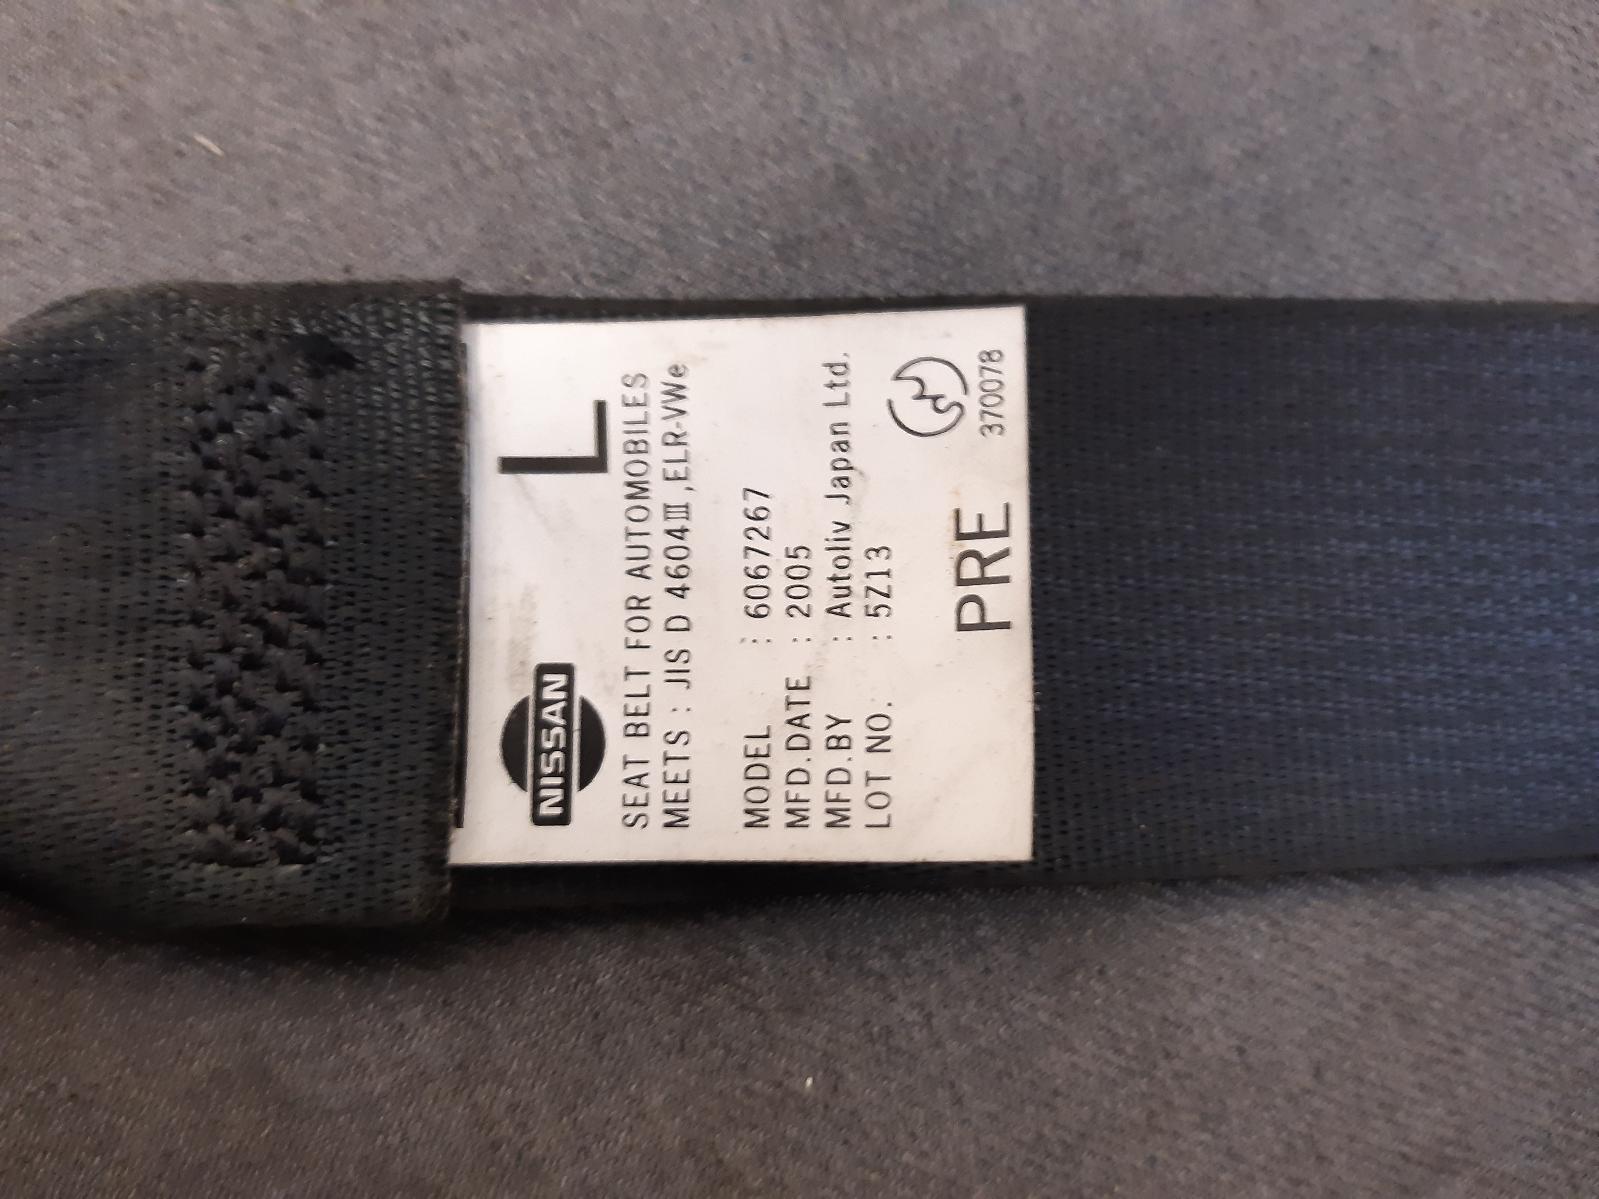 NISSAN L
SEAT BELT FOR AUTOMOBILES
MEETS : JIS D 4604Ⅲ,ELR-VWe
MODEL : 6067267
MFD.DATE : 2005
MFD.BY : Autoliv Japan Ltd.
LOT NO. : 5Z13
PRE 370078